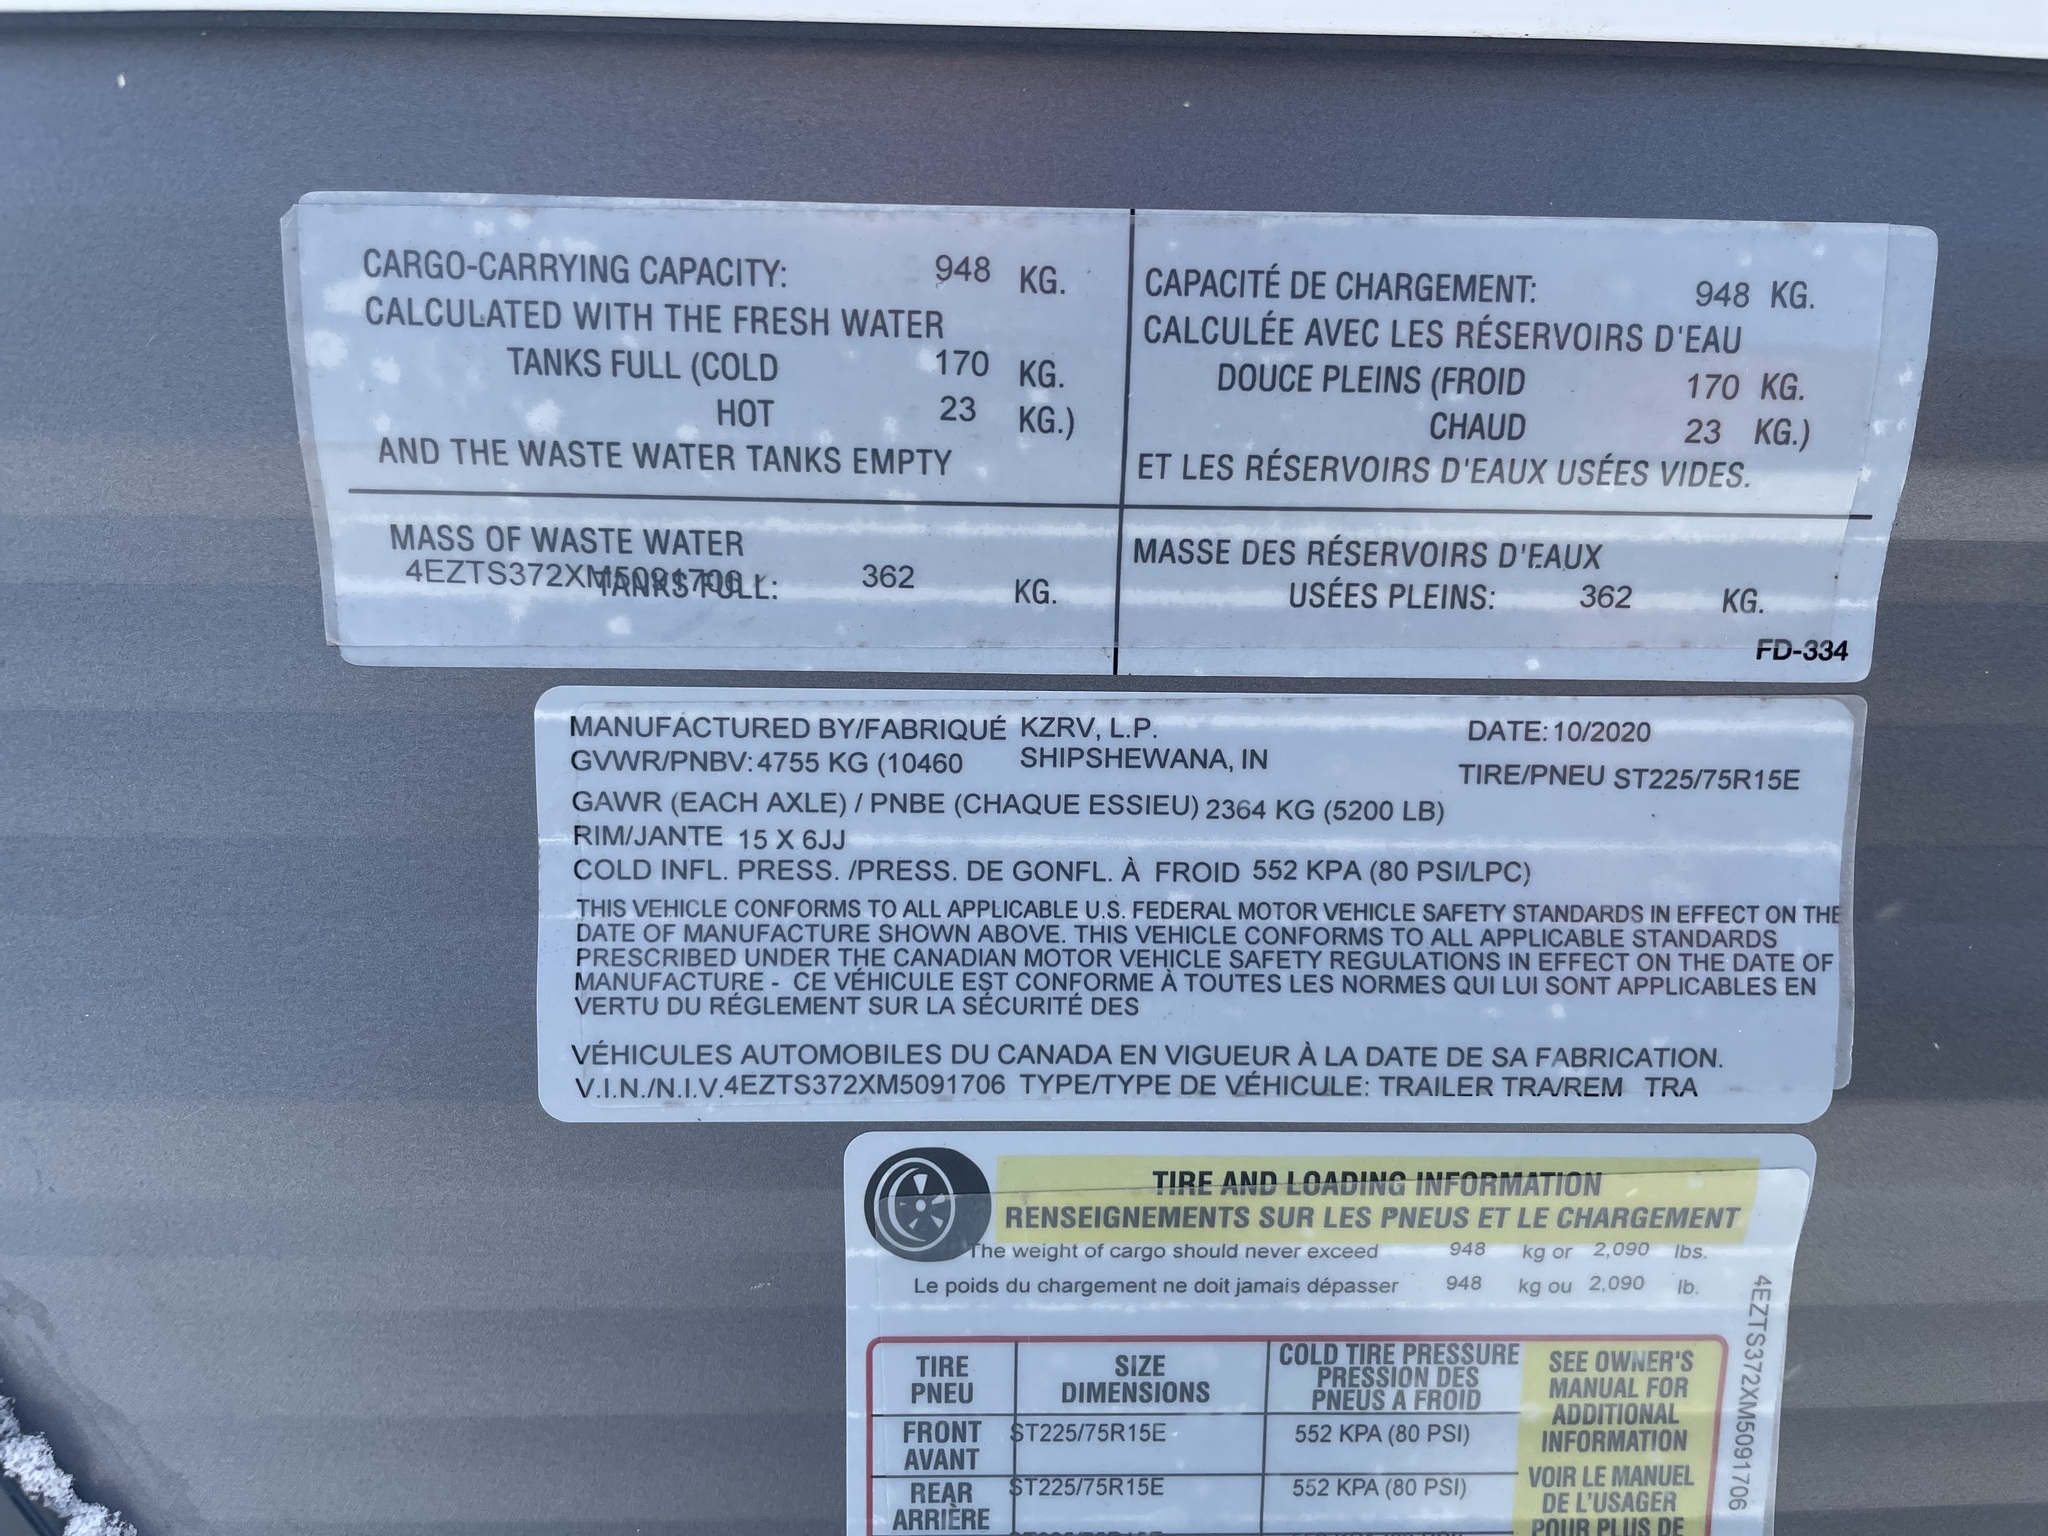 CARGO-CARRYING CAPACITY: 948 KG.
CALCULATED WITH THE FRESH WATER
TANKS FULL (COLD 170 KG.
HOT 23 KG.)
AND THE WASTE WATER TANKS EMPTY
MASS OF WASTE WATER
4EZTS372XM5091706
TANKS FULL: 362 KG.
CAPACITÉ DE CHARGEMENT: 948 KG.
CALCULÉE AVEC LES RÉSERVOIRS D'EAU
DOUCE PLEINS (FROID 170 KG.
CHAUD 23 KG.)
ET LES RÉSERVOIRS D'EAUX USÉES VIDES.
MASSE DES RÉSERVOIRS D'EAUX
USÉES PLEINS: 362 KG.
FD-334
MANUFACTURED BY/FABRIQUÉ KZRV, L.P. DATE: 10/2020
GVWR/PNBV: 4755 KG (10460 SHIPSHEWANA, IN TIRE/PNEU ST225/75R15E
GAWR (EACH AXLE) / PNBE (CHAQUE ESSIEU) 2364 KG (5200 LB)
RIM/JANTE 15 X 6JJ
COLD INFL. PRESS. /PRESS. DE GONFL. À FROID 552 KPA (80 PSI/LPC)
THIS VEHICLE CONFORMS TO ALL APPLICABLE U.S. FEDERAL MOTOR VEHICLE SAFETY STANDARDS IN EFFECT ON THE
DATE OF MANUFACTURE SHOWN ABOVE. THIS VEHICLE CONFORMS TO ALL APPLICABLE STANDARDS
PRESCRIBED UNDER THE CANADIAN MOTOR VEHICLE SAFETY REGULATIONS IN EFFECT ON THE DATE OF
MANUFACTURE - CE VÉHICULE EST CONFORME À TOUTES LES NORMES QUI LUI SONT APPLICABLES EN
VERTU DU RÉGLEMENT SUR LA SÉCURITÉ DES
VÉHICULES AUTOMOBILES DU CANADA EN VIGUEUR À LA DATE DE SA FABRICATION.
V.I.N./N.I.V. 4EZTS372XM5091706 TYPE/TYPE DE VÉHICULE: TRAILER TRA/REM TRA
TIRE AND LOADING INFORMATION
RENSEIGNEMENTS SUR LES PNEUS ET LE CHARGEMENT
The weight of cargo should never exceed 948 kg or 2,090 lbs.
Le poids du chargement ne doit jamais dépasser 948 kg ou 2,090 lb.
TIRE
PNEU
SIZE
DIMENSIONS
COLD TIRE PRESSURE
PRESSION DES
PNEUS A FROID
FRONT
AVANT
ST225/75R15E
552 KPA (80 PSI)
REAR
ARRIÈRE
ST225/75R15E
552 KPA (80 PSI)
SEE OWNER'S
MANUAL FOR
ADDITIONAL
INFORMATION
VOIR LE MANUEL
DE L'USAGER
POUR PLUS DE
4EZTS372XM5091706